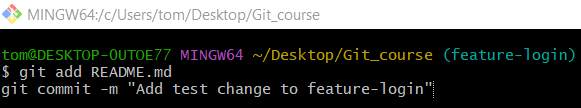 MINGW64:/c/Users/tom/Desktop/Git_course
tom@DESKTOP-OUTOE77 MINGW64 ~/Desktop/Git_course (feature-login)
$ git add README.md
git commit -m "Add test change to feature-login"